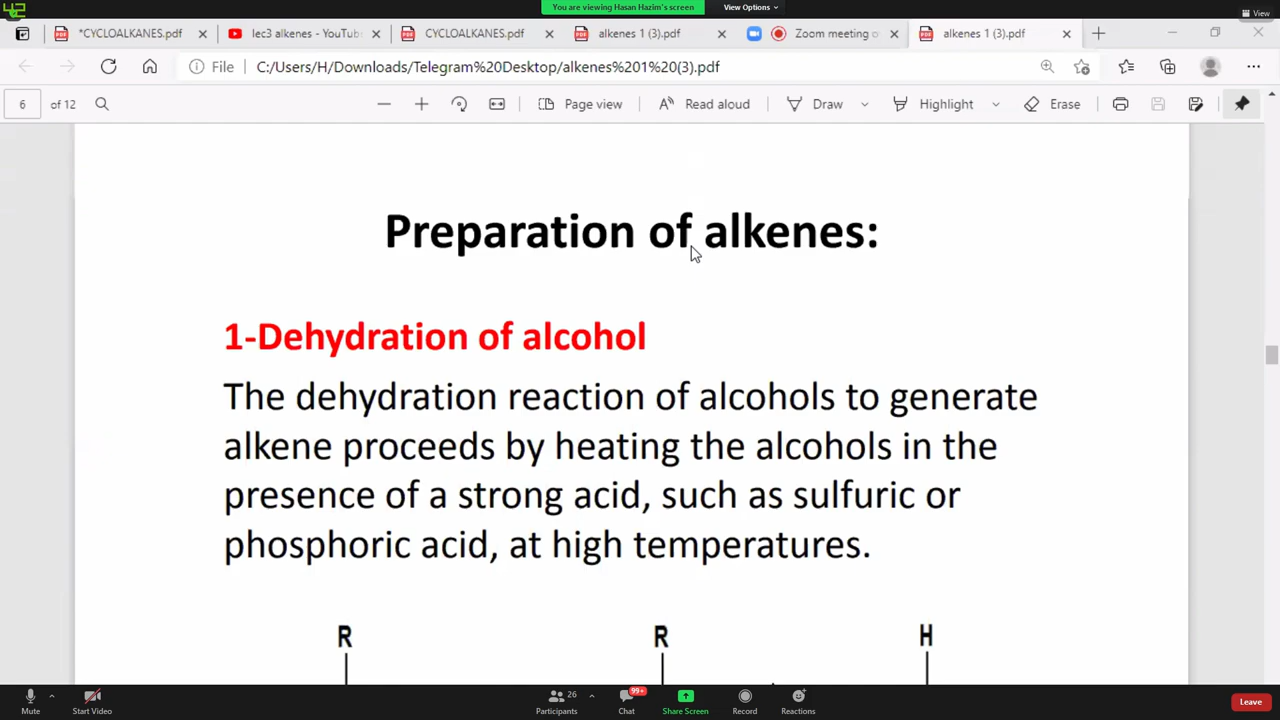 42
You are viewing Hasan Hazim's screen
View Options
View
*CYCLOALKANES.pdf
lec3 alkenes - YouTub
CYCLOALKANES.pdf
alkenes 1 (3).pdf
Zoom meeting o
alkenes 1 (3).pdf
File C:/Users/H/Downloads/Telegram%20Desktop/alkenes%201%20(3).pdf
6 of 12
Page view
Read aloud
Draw
Highlight
Erase
Preparation of alkenes:
1-Dehydration of alcohol
The dehydration reaction of alcohols to generate
alkene proceeds by heating the alcohols in the
presence of a strong acid, such as sulfuric or
phosphoric acid, at high temperatures.
R R H
Mute
Start Video
26
Participants
99+
Chat
Share Screen
Record
Reactions
Leave